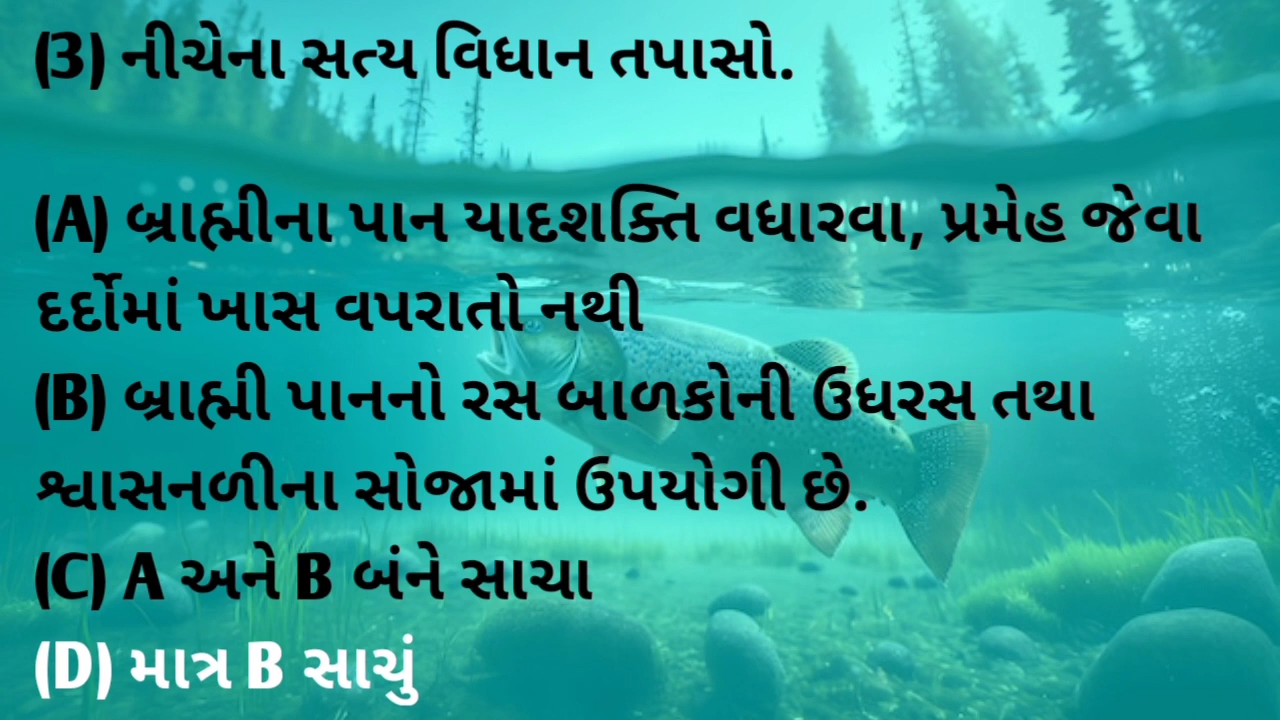 (3) નીચેના સત્ય વિધાન તપાસો.
(A) બ્રાહ્મીના પાન યાદશક્તિ વધારવા, પ્રમેહ જેવા
દર્દોમાં ખાસ વપરાતો નથી
(B) બ્રાહ્મી પાનનો રસ બાળકોની ઉધરસ તથા
શ્વાસનળીના સોજામાં ઉપયોગી છે.
(C) A અને B બંને સાચા
(D) માત્ર B સાચું